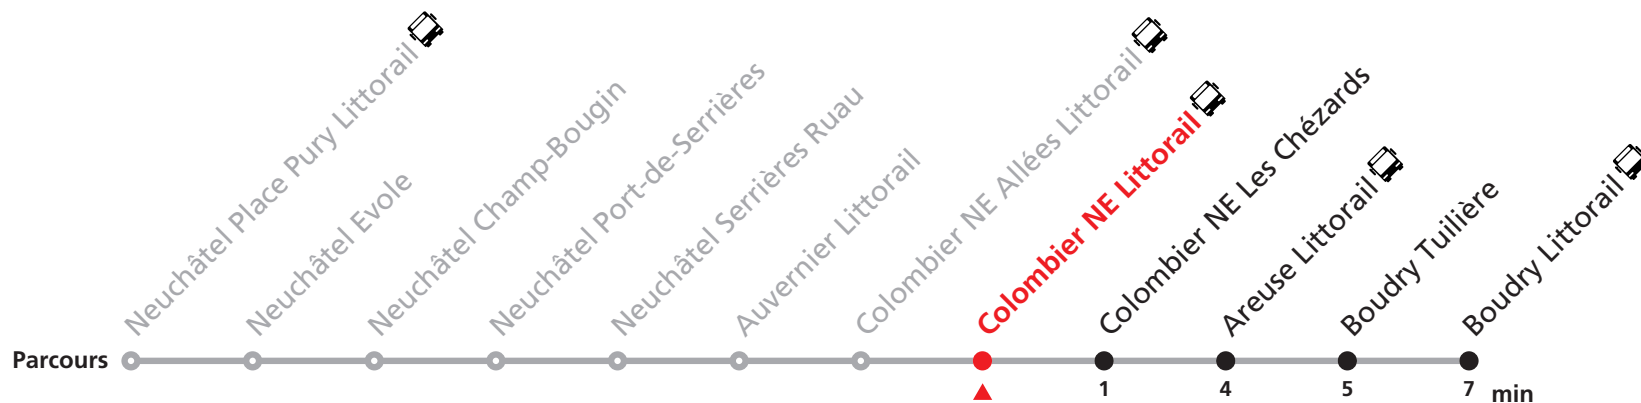 Neuchâtel Place Pury Littorail
Neuchâtel Evole
Neuchâtel Champ-Bougin
Neuchâtel Port-de-Serrières
Neuchâtel Serrières Ruau
Auvernier Littorail
Colombier NE Allées Littorail
Colombier NE Littorail
Colombier NE Les Chézards
Areuse Littorail
Boudry Tuilière
Boudry Littorail
Parcours
1 4 5 7 min